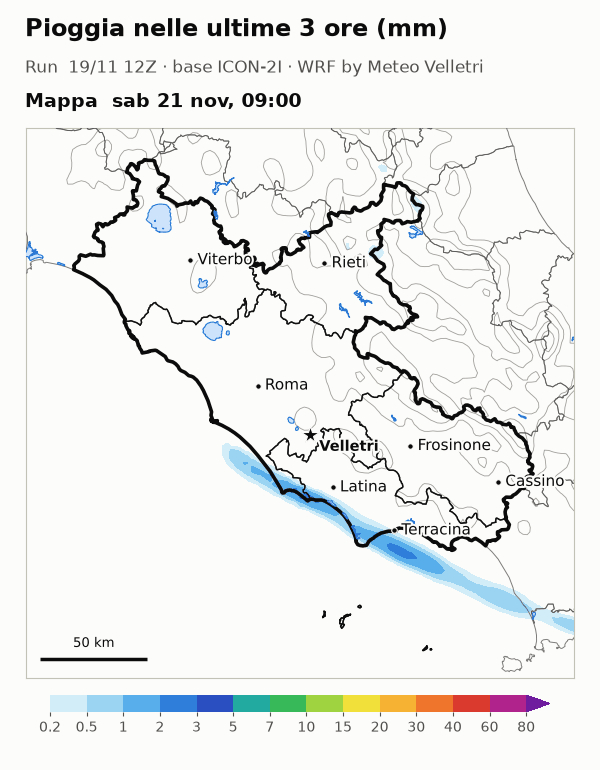 Pioggia nelle ultime 3 ore (mm)
Run  19/11 12Z · base ICON-2I · WRF by Meteo Velletri
Mappa  sab 21 nov, 09:00
Viterbo
Rieti
Roma
Velletri
Frosinone
Latina
Cassino
Terracina
50 km
0.2 0.5 1 2 3 5 7 10 15 20 30 40 60 80